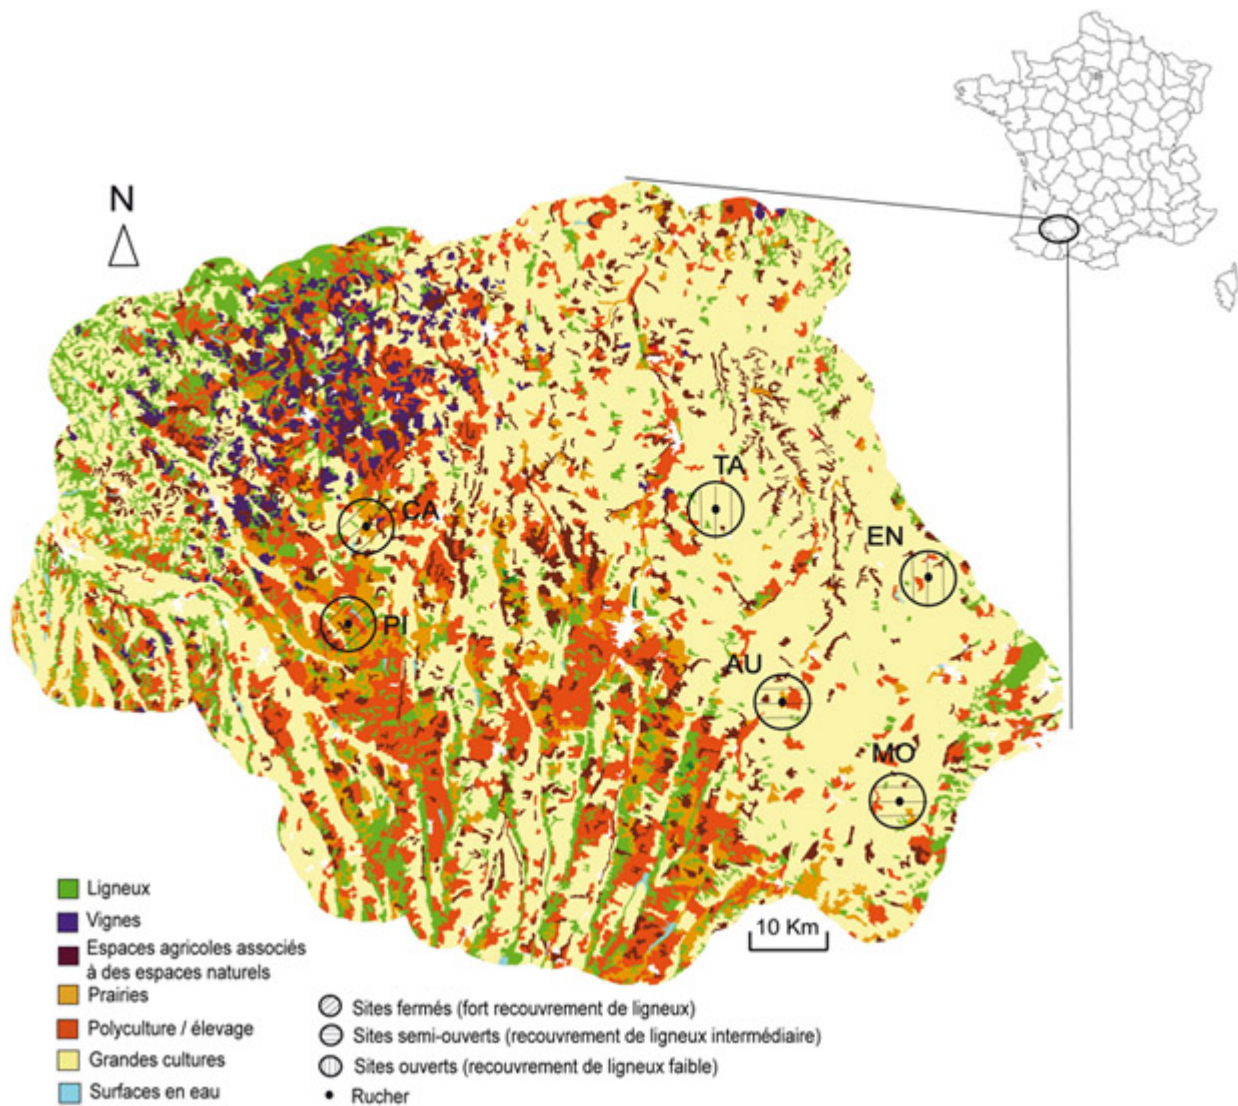 N
TA
CA
EN
PI
AU
MO
10 Km
Ligneux
Vignes
Espaces agricoles associés
à des espaces naturels
Prairies
Polyculture / élevage
Grandes cultures
Surfaces en eau
Sites fermés (fort recouvrement de ligneux)
Sites semi-ouverts (recouvrement de ligneux intermédiaire)
Sites ouverts (recouvrement de ligneux faible)
Rucher